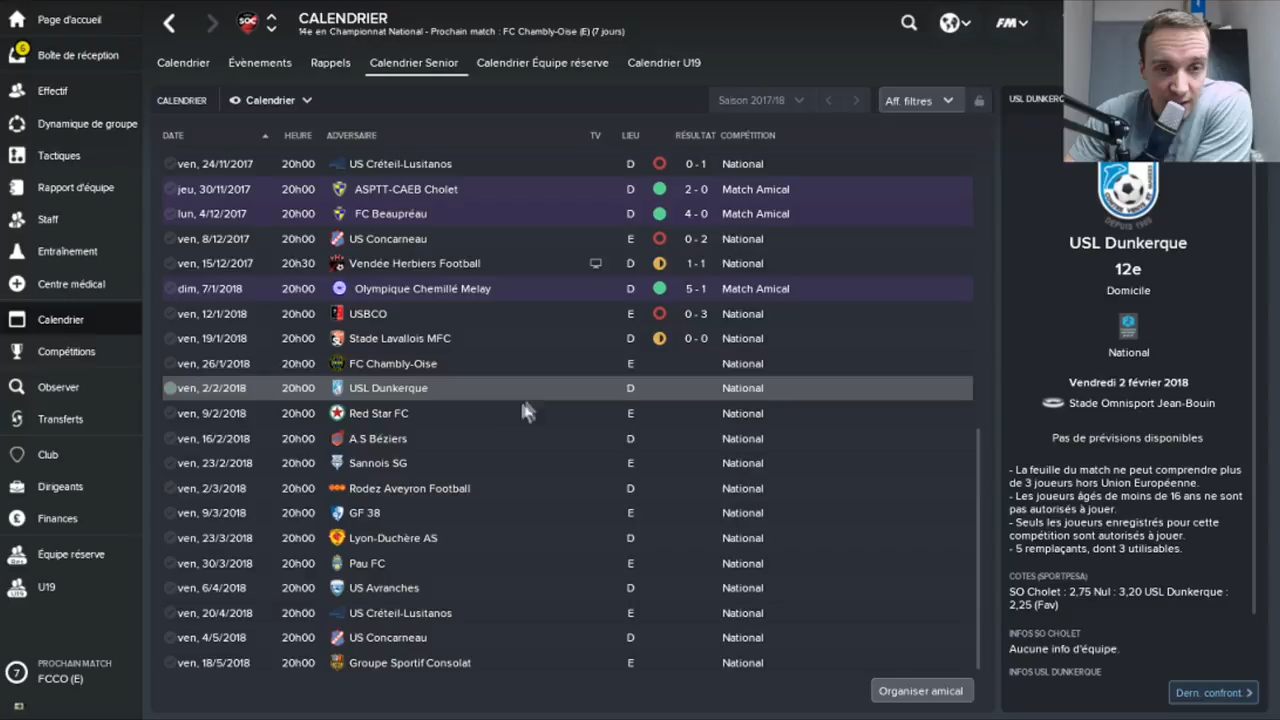 Page d'accueil
6
Boîte de réception
Effectif
Dynamique de groupe
Tactiques
Rapport d'équipe
Staff
Entraînement
Centre médical
Calendrier
Compétitions
Observer
Transferts
Club
Dirigeants
Finances
Équipe réserve
U19
7
PROCHAIN MATCH
FCCO (E)
SOC
CALENDRIER
14e en Championnat National - Prochain match : FC Chambly-Oise (E) (7 jours)
FM
Calendrier Évènements Rappels Calendrier Senior Calendrier Équipe réserve Calendrier U19
CALENDRIER Calendrier Saison 2017/18 Aff. filtres
DATE HEURE ADVERSAIRE TV LIEU RÉSULTAT COMPÉTITION
ven, 24/11/2017 20h00 US Créteil-Lusitanos D 0 - 1 National
jeu, 30/11/2017 20h00 ASPTT-CAEB Cholet D 2 - 0 Match Amical
lun, 4/12/2017 20h00 FC Beaupréau D 4 - 0 Match Amical
ven, 8/12/2017 20h00 US Concarneau E 0 - 2 National
ven, 15/12/2017 20h30 Vendée Herbiers Football D 1 - 1 National
dim, 7/1/2018 20h00 Olympique Chemillé Melay D 5 - 1 Match Amical
ven, 12/1/2018 20h00 USBCO E 0 - 3 National
ven, 19/1/2018 20h00 Stade Lavallois MFC D 0 - 0 National
ven, 26/1/2018 20h00 FC Chambly-Oise E National
ven, 2/2/2018 20h00 USL Dunkerque D National
ven, 9/2/2018 20h00 Red Star FC E National
ven, 16/2/2018 20h00 A.S Béziers D National
ven, 23/2/2018 20h00 Sannois SG E National
ven, 2/3/2018 20h00 Rodez Aveyron Football D National
ven, 9/3/2018 20h00 GF 38 E National
ven, 23/3/2018 20h00 Lyon-Duchère AS D National
ven, 30/3/2018 20h00 Pau FC E National
ven, 6/4/2018 20h00 US Avranches D National
ven, 20/4/2018 20h00 US Créteil-Lusitanos E National
ven, 4/5/2018 20h00 US Concarneau D National
ven, 18/5/2018 20h00 Groupe Sportif Consolat E National
Organiser amical
USL DUNKERQ
USL Dunkerque
12e
Domicile
National
Vendredi 2 février 2018
Stade Omnisport Jean-Bouin
Pas de prévisions disponibles
- La feuille du match ne peut comprendre plus
de 3 joueurs hors Union Européenne.
- Les joueurs âgés de moins de 16 ans ne sont
pas autorisés à jouer.
- Seuls les joueurs enregistrés pour cette
compétition sont autorisés à jouer.
- 5 remplaçants, dont 3 utilisables.
COTES (SPORTPESA)
SO Cholet : 2,75 Nul : 3,20 USL Dunkerque :
2,25 (Fav)
INFOS SO CHOLET
Aucune info d'équipe.
INFOS USL DUNKERQUE
Dern. confront.